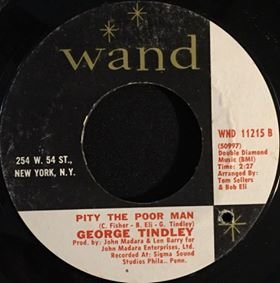 wand
WND 11215 B
(50997)
Double Diamond
Music (BMI)
Time: 2:27
Arranged By:
Tom Sellers
& Bob Eli
254 W. 54 ST.,
NEW YORK, N.Y.
PITY THE POOR MAN
(C. Fisher - B. Eli - G. Tindley)
GEORGE TINDLEY
Prod. by: John Madara & Len Barry for
John Madara Enterprises, Ltd.
Recorded At: Sigma Sound
Studios Phila., Penn.